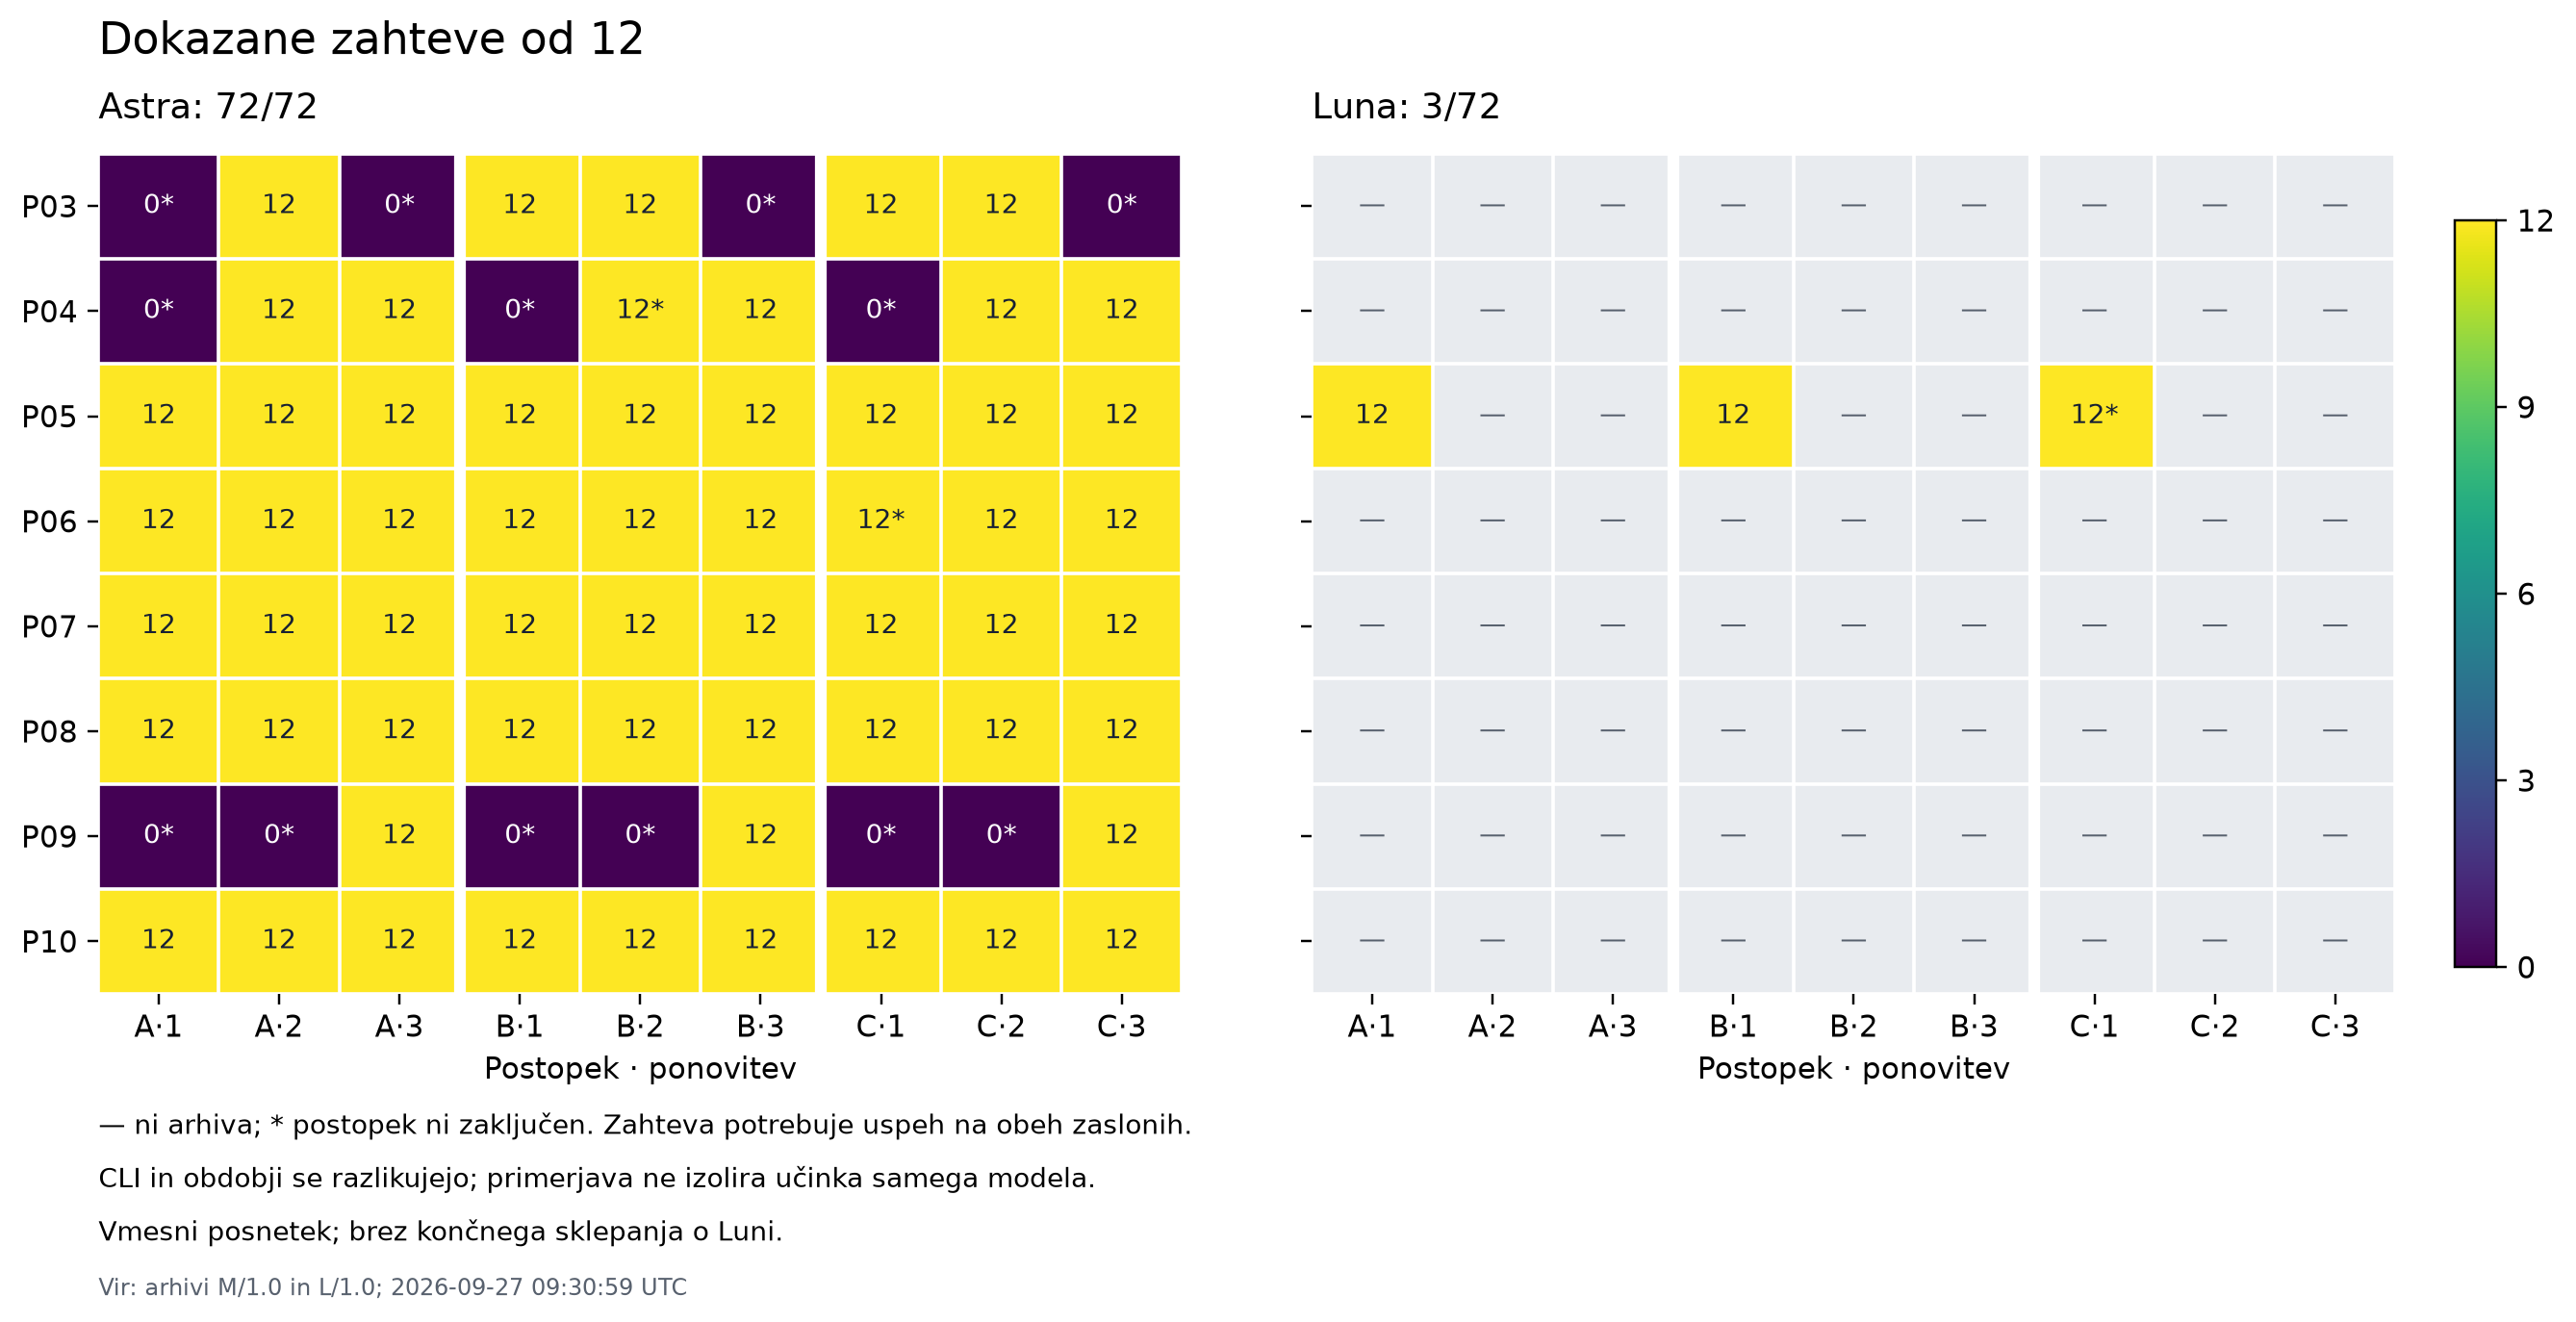 Dokazane zahteve od 12
Astra: 72/72
Luna: 3/72
P03 0* 12 0* 12 12 0* 12 12 0* — — — — — — — — —
P04 0* 12 12 0* 12* 12 0* 12 12 — — — — — — — — —
P05 12 12 12 12 12 12 12 12 12 12 — — 12 — — 12* — —
P06 12 12 12 12 12 12 12* 12 12 — — — — — — — — —
P07 12 12 12 12 12 12 12 12 12 — — — — — — — — —
P08 12 12 12 12 12 12 12 12 12 — — — — — — — — —
P09 0* 0* 12 0* 0* 12 0* 0* 12 — — — — — — — — —
P10 12 12 12 12 12 12 12 12 12 — — — — — — — — —
A·1 A·2 A·3 B·1 B·2 B·3 C·1 C·2 C·3
Postopek · ponovitev
A·1 A·2 A·3 B·1 B·2 B·3 C·1 C·2 C·3
Postopek · ponovitev
12
9
6
3
0
— ni arhiva; * postopek ni zaključen. Zahteva potrebuje uspeh na obeh zaslonih.
CLI in obdobji se razlikujejo; primerjava ne izolira učinka samega modela.
Vmesni posnetek; brez končnega sklepanja o Luni.
Vir: arhivi M/1.0 in L/1.0; 2026-09-27 09:30:59 UTC